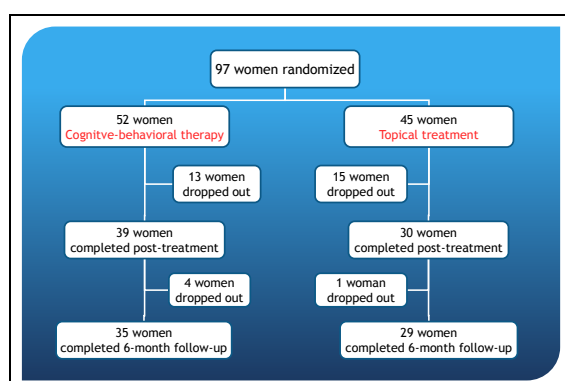 97 women randomized
52 women
Cognitve-behavioral therapy
45 women
Topical treatment
13 women
dropped out
15 women
dropped out
39 women
completed post-treatment
30 women
completed post-treatment
4 women
dropped out
1 woman
dropped out
35 women
completed 6-month follow-up
29 women
completed 6-month follow-up